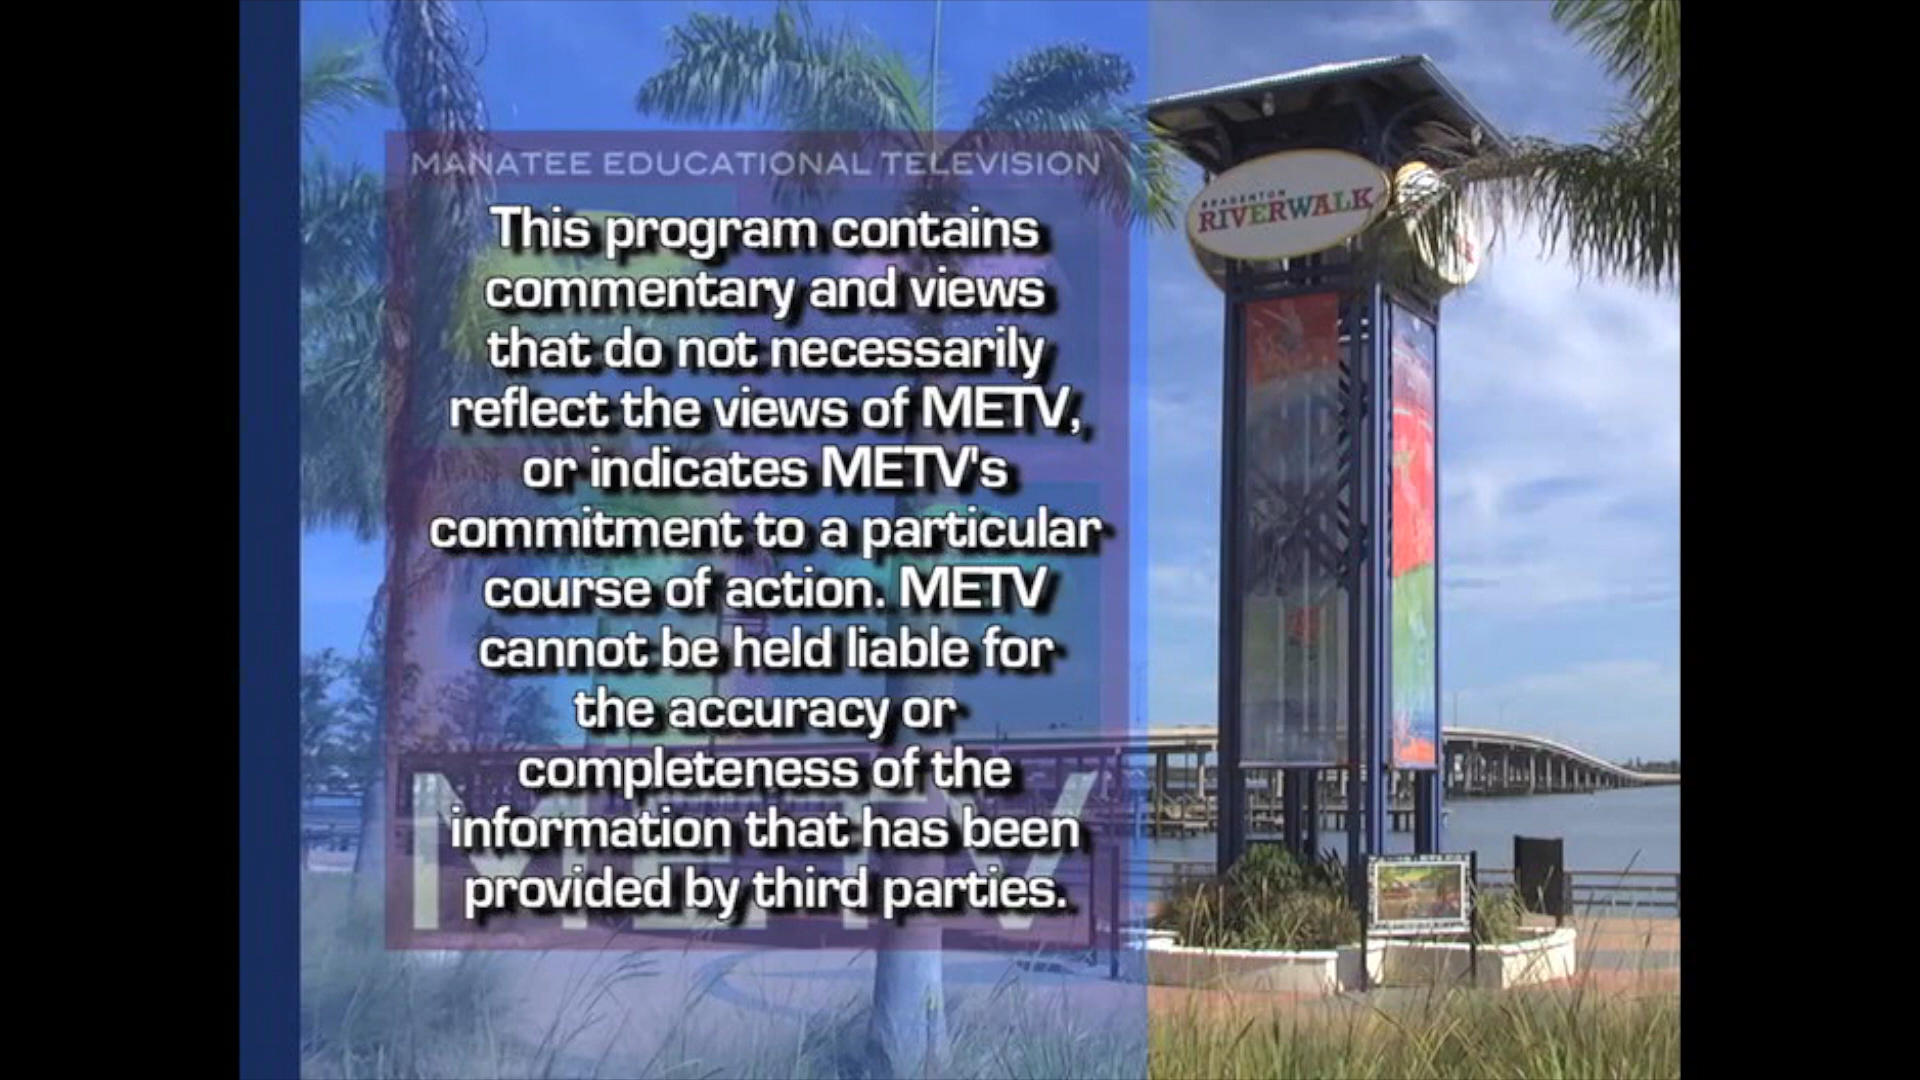 MANATEE EDUCATIONAL TELEVISION
This program contains
commentary and views
that do not necessarily
reflect the views of METV,
or indicates METV's
commitment to a particular
course of action. METV
cannot be held liable for
the accuracy or
completeness of the
information that has been
provided by third parties.
METV
BRADENTON
RIVERWALK